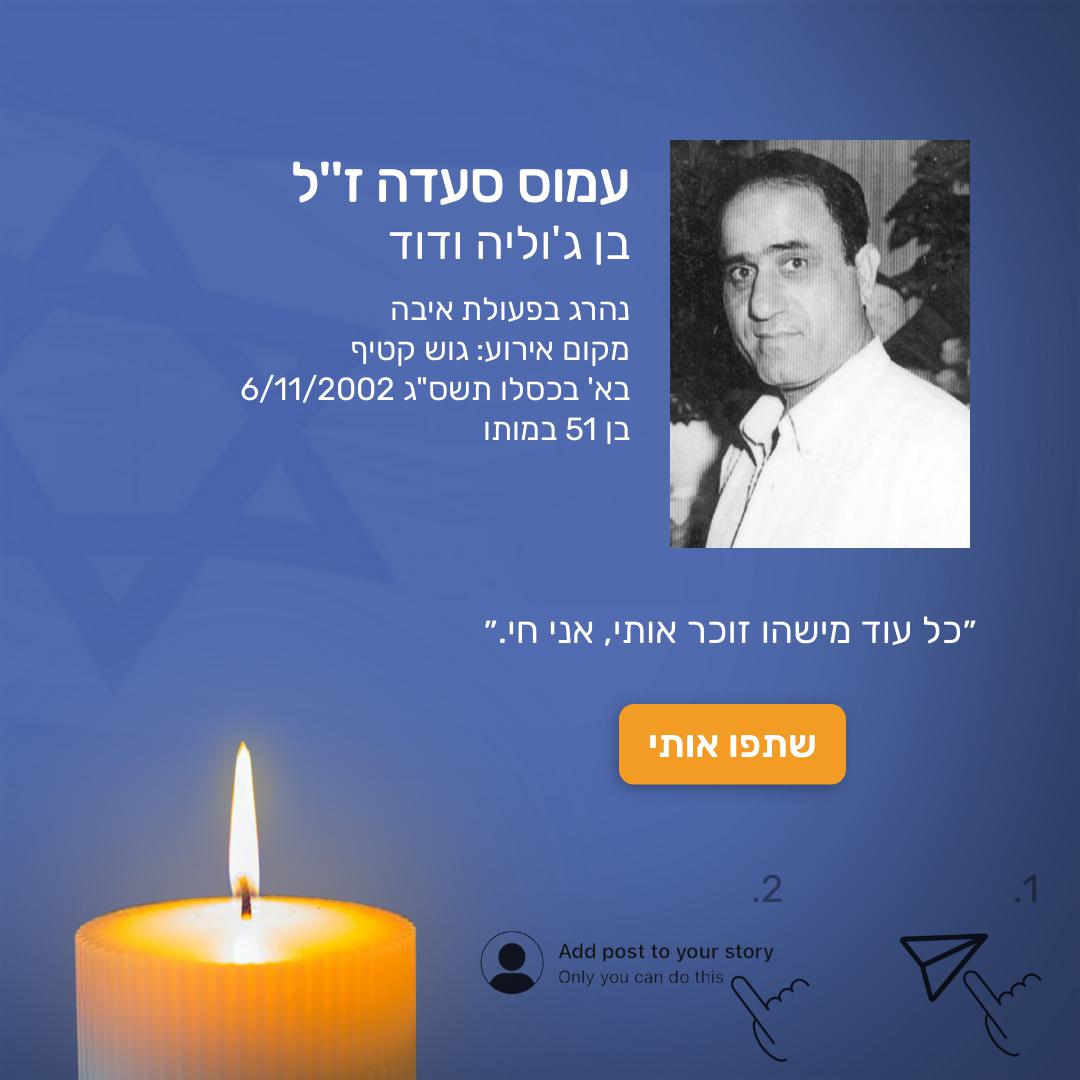 עמוס סעדה ז"ל
בן ג'וליה ודוד
נהרג בפעולת איבה
מקום אירוע: גוש קטיף
בא' בכסלו תשס"ג 6/11/2002
בן 51 במותו
״כל עוד מישהו זוכר אותי, אני חי.״
שתפו אותי
1.
2.
Add post to your story
Only you can do this